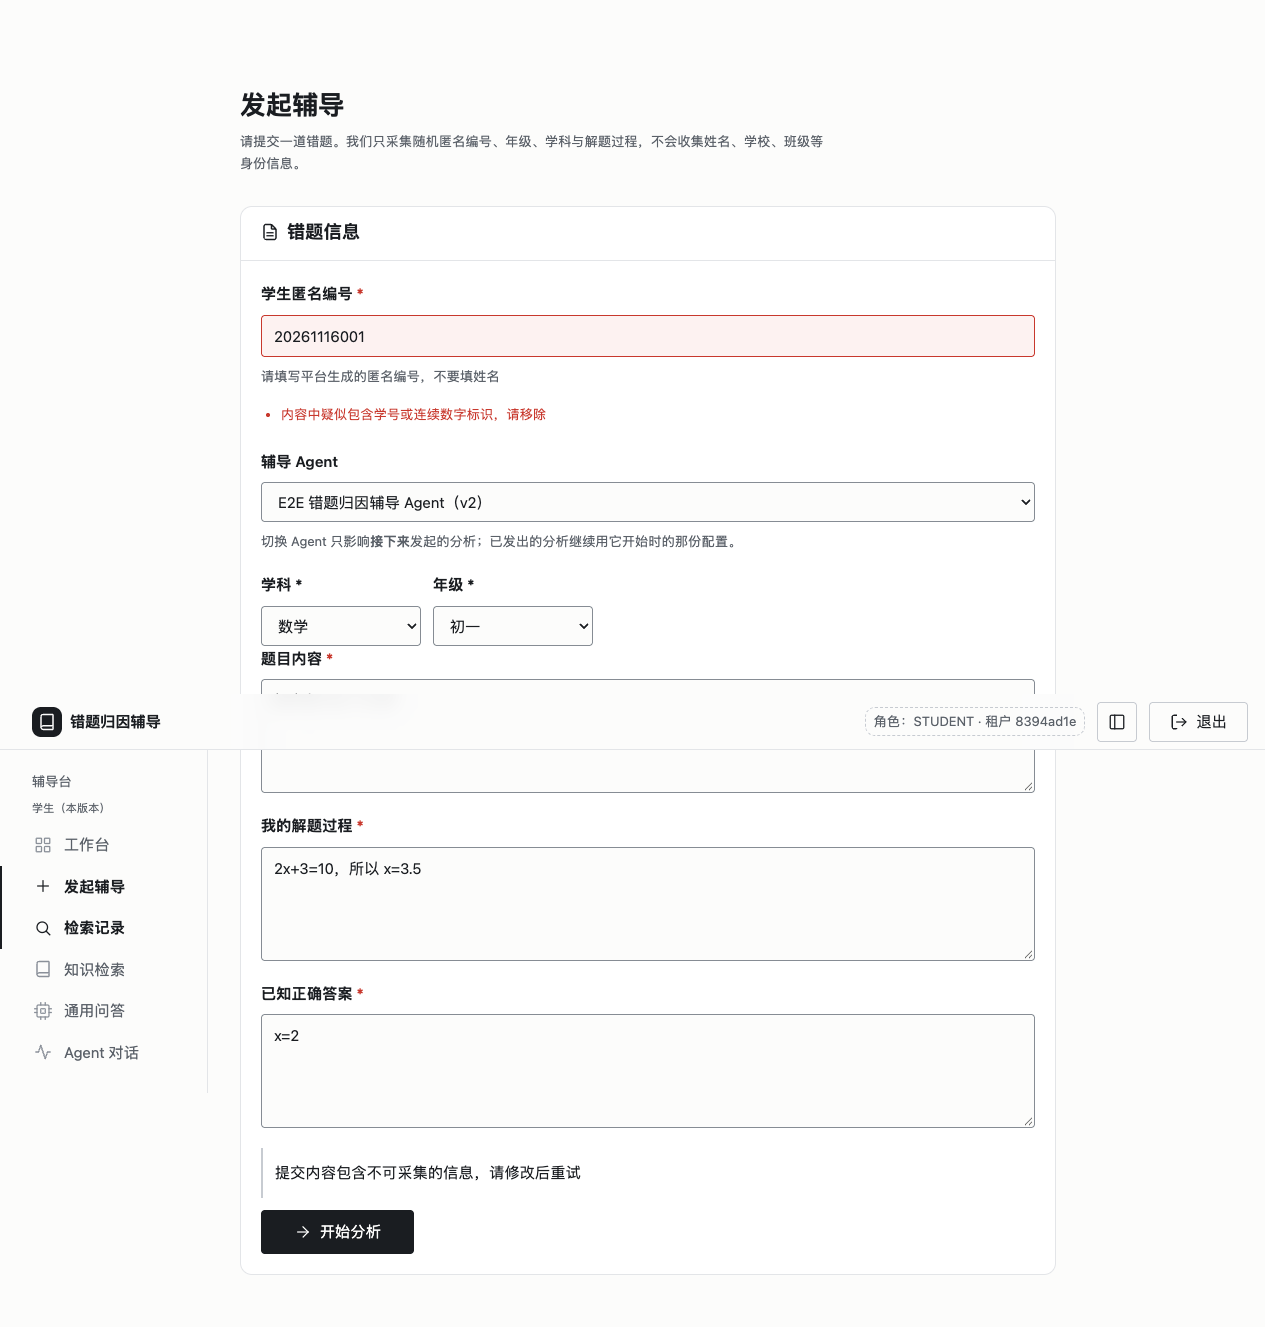 发起辅导
请提交一道错题。我们只采集随机匿名编号、年级、学科与解题过程，不会收集姓名、学校、班级等
身份信息。
错题信息
学生匿名编号 *
20261116001
请填写平台生成的匿名编号，不要填姓名
• 内容中疑似包含学号或连续数字标识，请移除
辅导 Agent
E2E 错题归因辅导 Agent（v2）
切换 Agent 只影响接下来发起的分析；已发出的分析继续用它开始时的那份配置。
学科 * 年级 *
数学 初一
题目内容 *
错题归因辅导 角色：STUDENT · 租户 8394ad1e 退出
辅导台
学生（本版本）
工作台
发起辅导
检索记录
知识检索
通用问答
Agent 对话
我的解题过程 *
2x+3=10，所以 x=3.5
已知正确答案 *
x=2
提交内容包含不可采集的信息，请修改后重试
开始分析